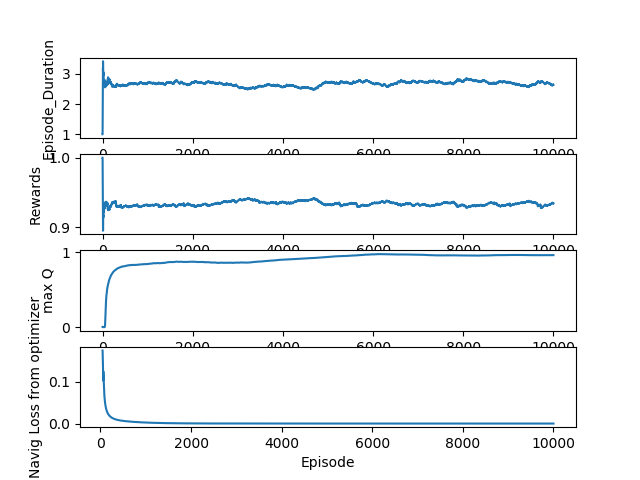 Episode_Duration
3
2
1
0 2000 4000 6000 8000 10000
Rewards
1.0
0.9
0 2000 4000 6000 8000 10000
max Q
1
0
0 2000 4000 6000 8000 10000
Navig Loss from optimizer
0.1
0.0
0 2000 4000 6000 8000 10000
Episode